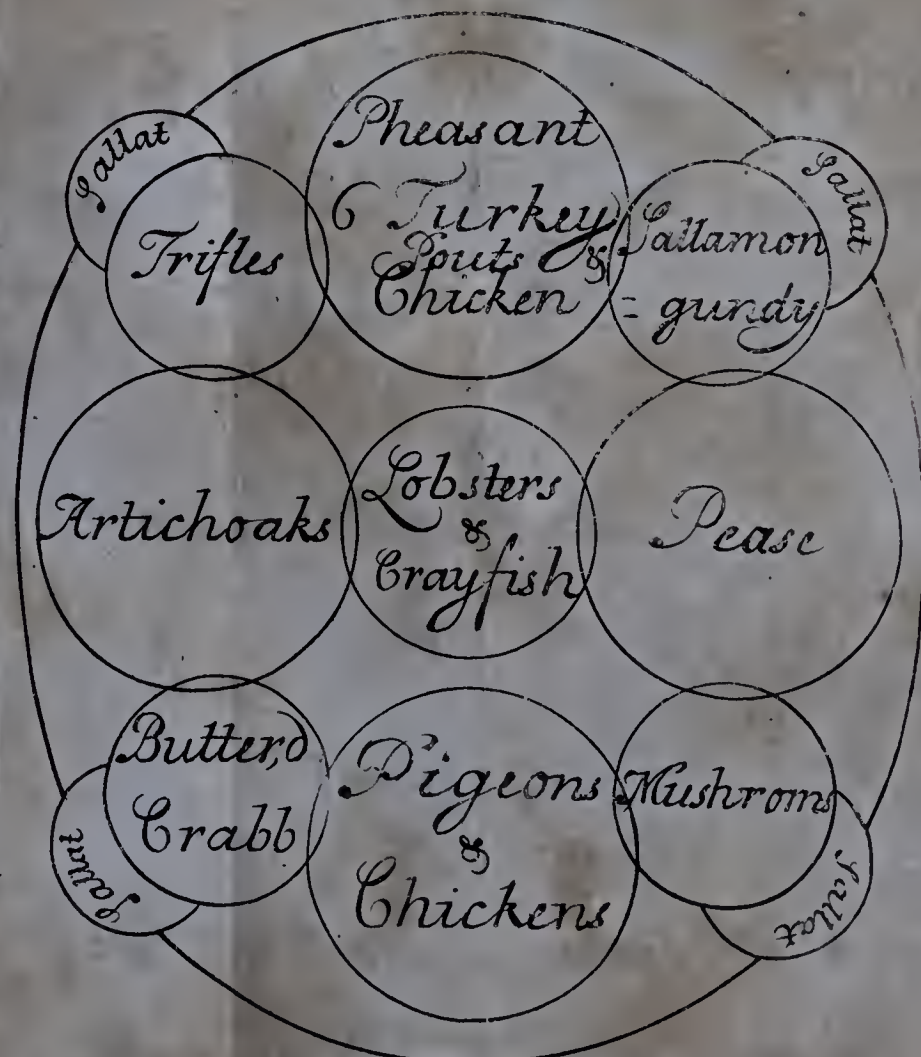 Sallat
Sallat
Pheasant
6 Turkey
Pouts &
Chicken
Trifles
Sallamon
= gundy
Artichoaks
Lobsters
&
Crayfish
Pease
Butter,d
Crabb
Pigeons
&
Chickens
Mushroms
Sallat
Sallat